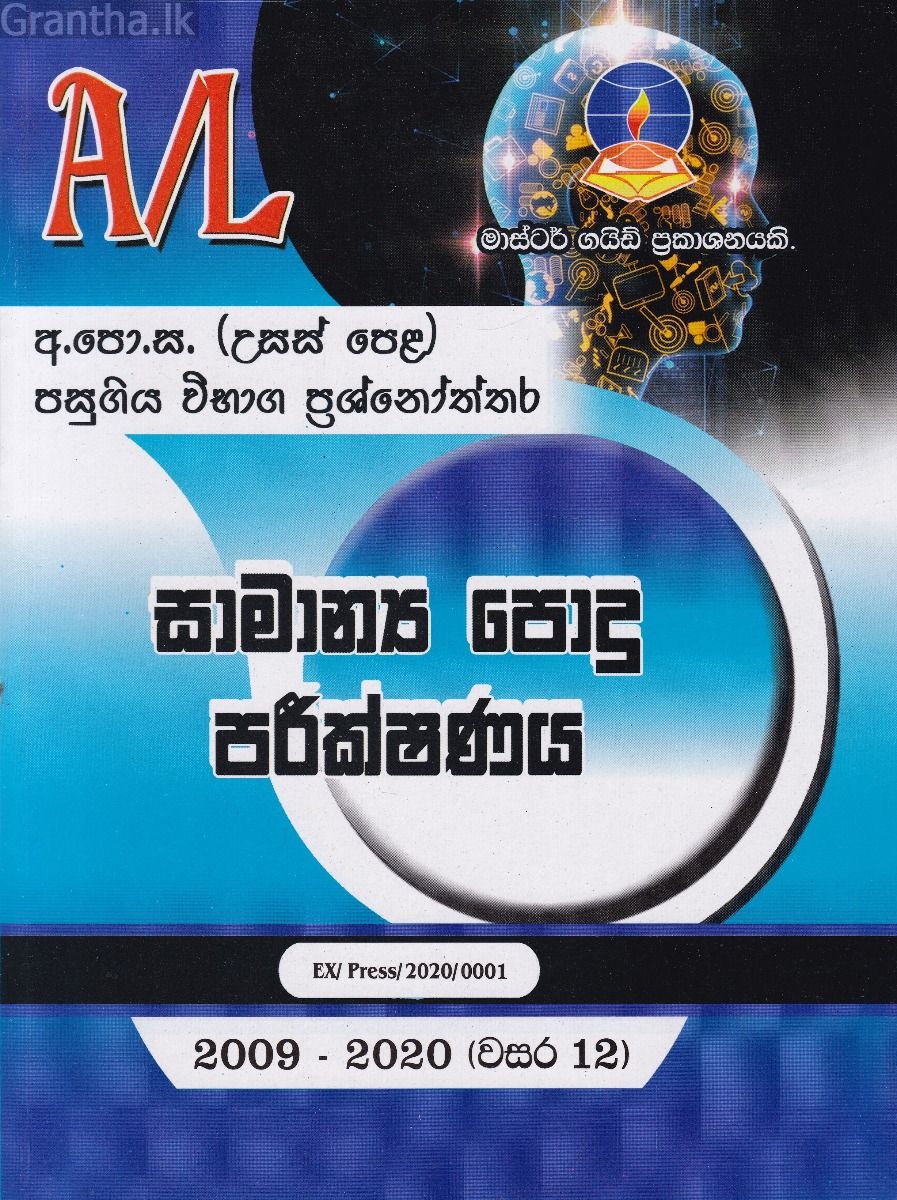 Grantha.lk
A/L
මාස්ටර් ගයිඩ් ප්‍රකාශනයකි.
අ.පො.ස. (උසස් පෙළ)
පසුගිය විභාග ප්‍රශ්නෝත්තර
සාමාන්‍ය පොදු
පරීක්ෂණය
EX/ Press/2020/0001
2009 - 2020 (වසර 12)